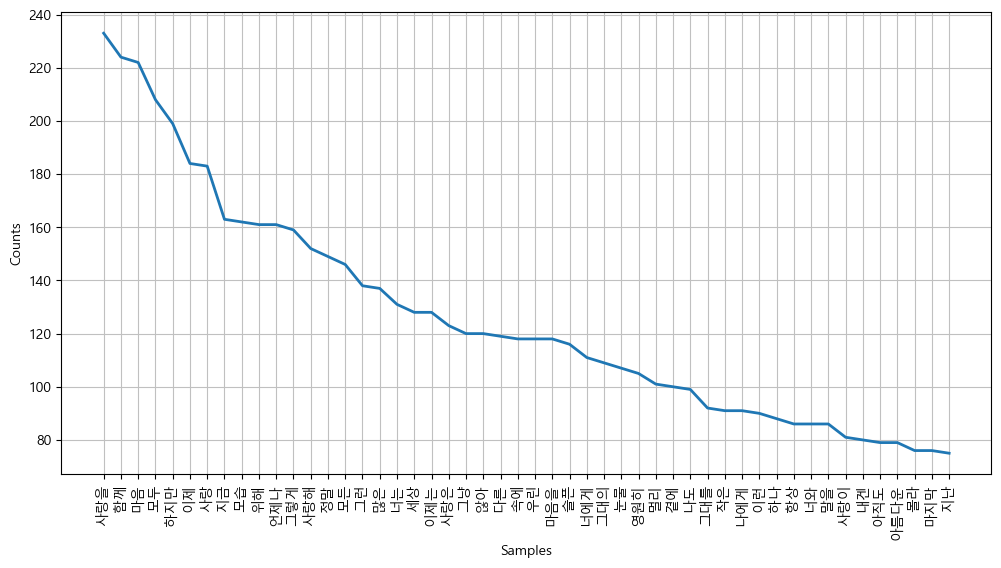 240
220
200
180
160
140
120
100
80
Counts
사랑을
함께
마음
모두
하지만
이제
사랑
지금
모습
위해
언제나
그렇게
사랑해
정말
모든
그런
많은
너는
세상
이제는
사랑은
그냥
않아
다른
속에
우린
마음을
슬픈
너에게
그대의
눈물
영원히
멀리
곁에
나도
그대를
작은
나에게
이런
하나
항상
너와
말을
사랑이
내겐
아직도
아름다운
몰라
마지막
지난
Samples